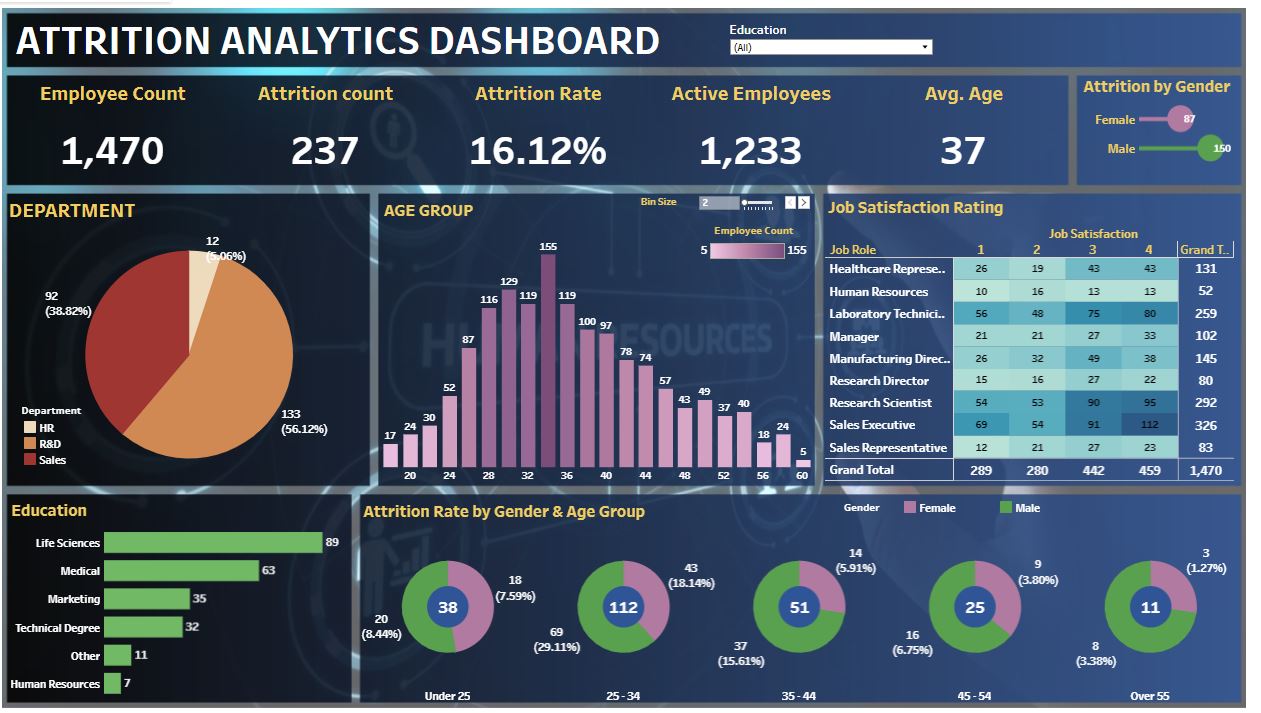 ATTRITION ANALYTICS DASHBOARD
Education
(All)
Employee Count
1,470
Attrition count
237
Attrition Rate
16.12%
Active Employees
1,233
Avg. Age
37
Attrition by Gender
Female 87
Male 150
DEPARTMENT
12
(5.06%)
92
(38.82%)
133
(56.12%)
Department
HR
R&D
Sales
AGE GROUP
Bin Size 2
Employee Count
5 155
17 24 30 52 87 116 129 119 155 119 100 97 78 74 57 43 49 37 40 18 24 5
20 24 28 32 36 40 44 48 52 56 60
HUMAN RESOURCES
Job Satisfaction Rating
Job Satisfaction
Job Role 1 2 3 4 Grand T..
Healthcare Represe.. 26 19 43 43 131
Human Resources 10 16 13 13 52
Laboratory Technici.. 56 48 75 80 259
Manager 21 21 27 33 102
Manufacturing Direc.. 26 32 49 38 145
Research Director 15 16 27 22 80
Research Scientist 54 53 90 95 292
Sales Executive 69 54 91 112 326
Sales Representative 12 21 27 23 83
Grand Total 289 280 442 459 1,470
Education
Life Sciences 89
Medical 63
Marketing 35
Technical Degree 32
Other 11
Human Resources 7
Attrition Rate by Gender & Age Group
Gender Female Male
38
18
(7.59%)
20
(8.44%)
Under 25
112
43
(18.14%)
69
(29.11%)
25 - 34
51
14
(5.91%)
37
(15.61%)
35 - 44
25
9
(3.80%)
16
(6.75%)
45 - 54
11
3
(1.27%)
8
(3.38%)
Over 55